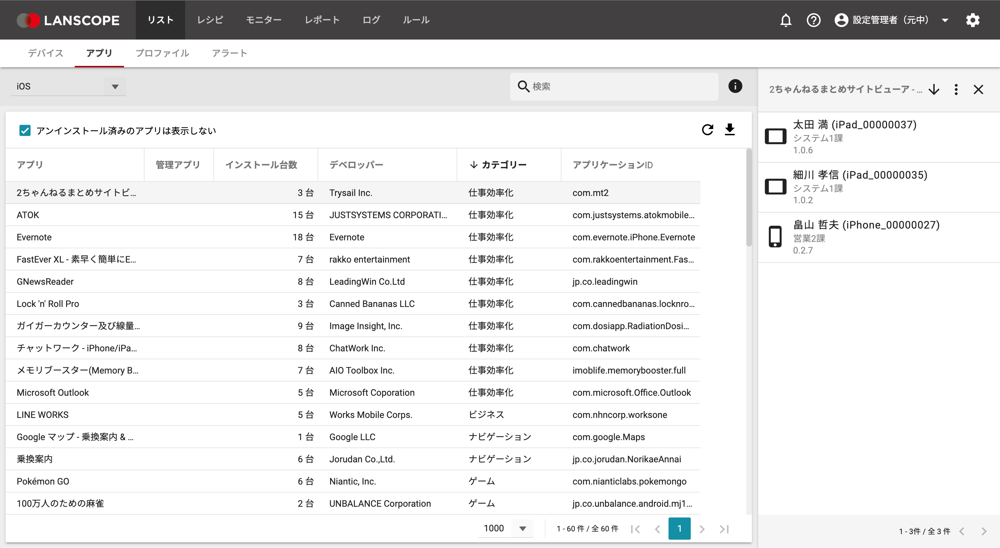 LANSCOPE リスト レシピ モニター レポート ログ ルール 設定管理者（元中）
デバイス アプリ プロファイル アラート
iOS 検索
アンインストール済みのアプリは表示しない
アプリ 管理アプリ インストール台数 デベロッパー カテゴリー アプリケーションID
2ちゃんねるまとめサイトビ... 3 台 Trysail Inc. 仕事効率化 com.mt2
ATOK 15 台 JUSTSYSTEMS CORPORATI... 仕事効率化 com.justsystems.atokmobile...
Evernote 18 台 Evernote 仕事効率化 com.evernote.iPhone.Evernote
FastEver XL - 素早く簡単にE... 7 台 rakko entertainment 仕事効率化 com.rakkoentertainment.Fas...
GNewsReader 8 台 LeadingWin Co.Ltd 仕事効率化 jp.co.leadingwin
Lock 'n' Roll Pro 3 台 Canned Bananas LLC 仕事効率化 com.cannedbananas.locknro...
ガイガーカウンター及び線量... 9 台 Image Insight, Inc. 仕事効率化 com.dosiapp.RadiationDosi...
チャットワーク - iPhone/iPa... 8 台 ChatWork Inc. 仕事効率化 com.chatwork
メモリブースター(Memory B... 7 台 AIO Toolbox Inc. 仕事効率化 imoblife.memorybooster.full
Microsoft Outlook 5 台 Microsoft Coporation 仕事効率化 com.microsoft.Office.Outlook
LINE WORKS 5 台 Works Mobile Corps. ビジネス com.nhncorp.worksone
Google マップ - 乗換案内 & ... 1 台 Google LLC ナビゲーション com.google.Maps
乗換案内 6 台 Jorudan Co.,Ltd. ナビゲーション jp.co.jorudan.NorikaeAnnai
Pokémon GO 6 台 Niantic, Inc. ゲーム com.nianticlabs.pokemongo
100万人のための麻雀 2 台 UNBALANCE Corporation ゲーム jp.co.unbalance.android.mj1...
1000 1 - 60 件 / 全 60 件 1
2ちゃんねるまとめサイトビューア - ...
太田 満 (iPad_00000037)
システム1課
1.0.6
細川 孝信 (iPad_00000035)
システム1課
1.0.2
畠山 哲夫 (iPhone_00000027)
営業2課
0.2.7
1 - 3件 / 全 3 件